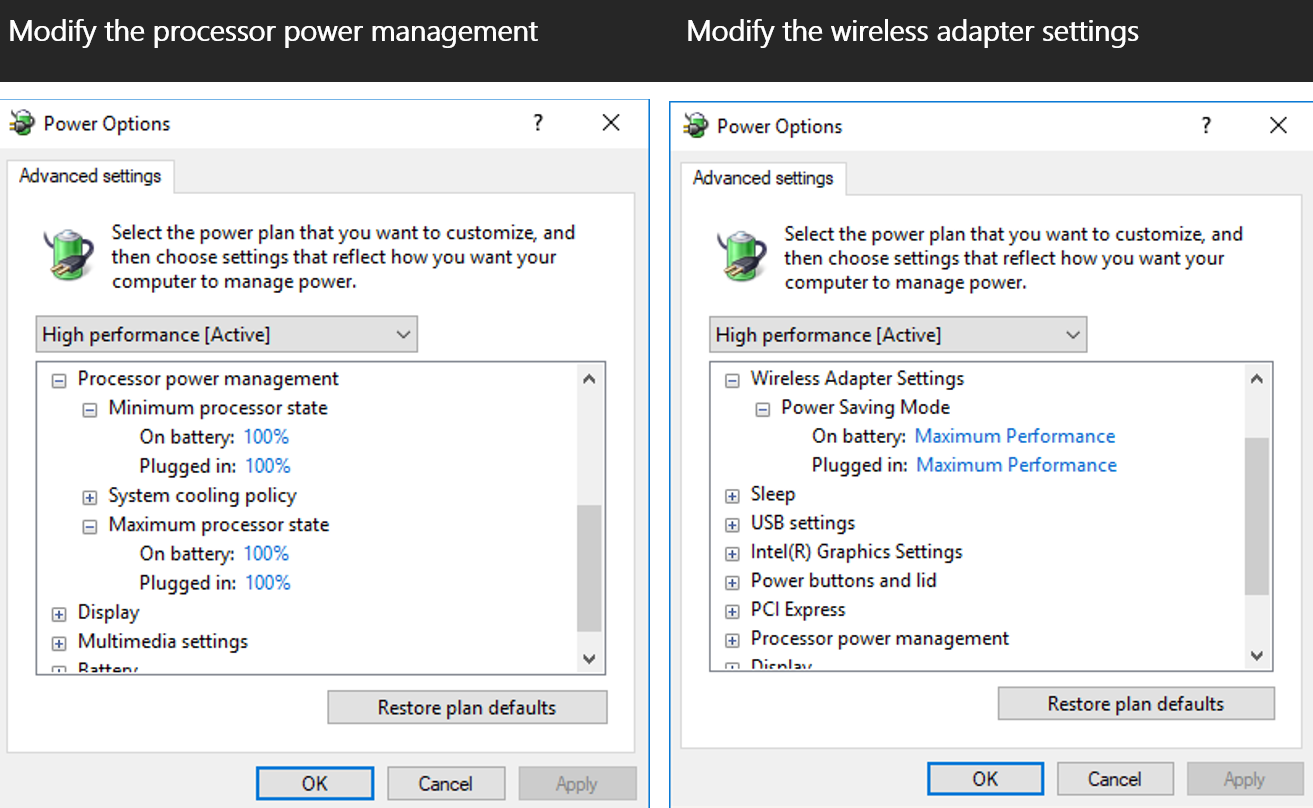 Modify the processor power management
Modify the wireless adapter settings
Power Options
?
Advanced settings
Select the power plan that you want to customize, and
then choose settings that reflect how you want your
computer to manage power.
High performance [Active]
Processor power management
Minimum processor state
On battery: 100%
Plugged in: 100%
System cooling policy
Maximum processor state
On battery: 100%
Plugged in: 100%
Display
Multimedia settings
Battery
Restore plan defaults
OK
Cancel
Apply
Power Options
?
Advanced settings
Select the power plan that you want to customize, and
then choose settings that reflect how you want your
computer to manage power.
High performance [Active]
Wireless Adapter Settings
Power Saving Mode
On battery: Maximum Performance
Plugged in: Maximum Performance
Sleep
USB settings
Intel(R) Graphics Settings
Power buttons and lid
PCI Express
Processor power management
Display
Restore plan defaults
OK
Cancel
Apply